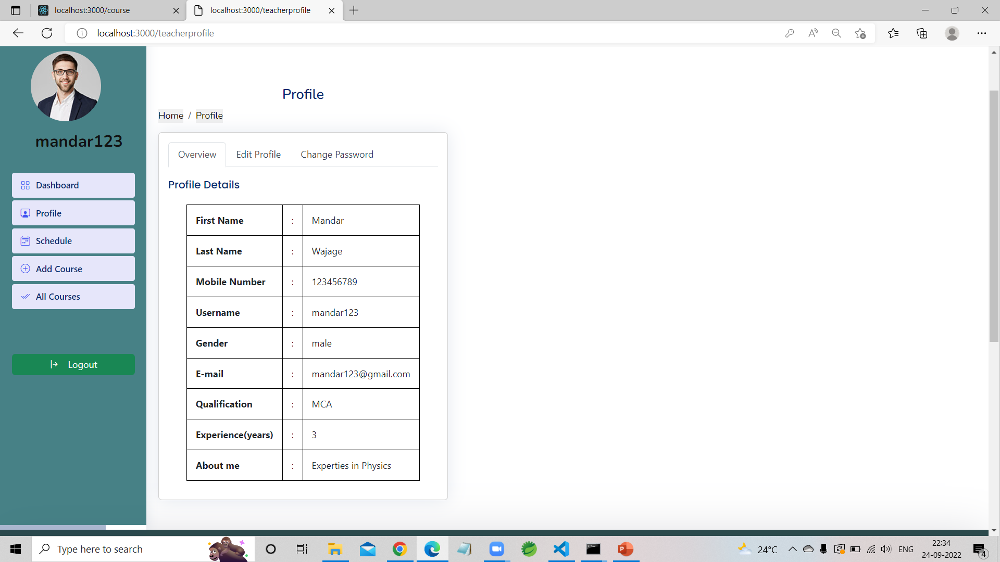 localhost:3000/course
localhost:3000/teacherprofile
localhost:3000/teacherprofile
mandar123
Dashboard
Profile
Schedule
Add Course
All Courses
Logout
Profile
Home / Profile
Overview Edit Profile Change Password
Profile Details
First Name : Mandar
Last Name : Wajage
Mobile Number : 123456789
Username : mandar123
Gender : male
E-mail : mandar123@gmail.com
Qualification : MCA
Experience(years) : 3
About me : Experties in Physics
Type here to search
24°C
ENG
22:34
24-09-2022
4